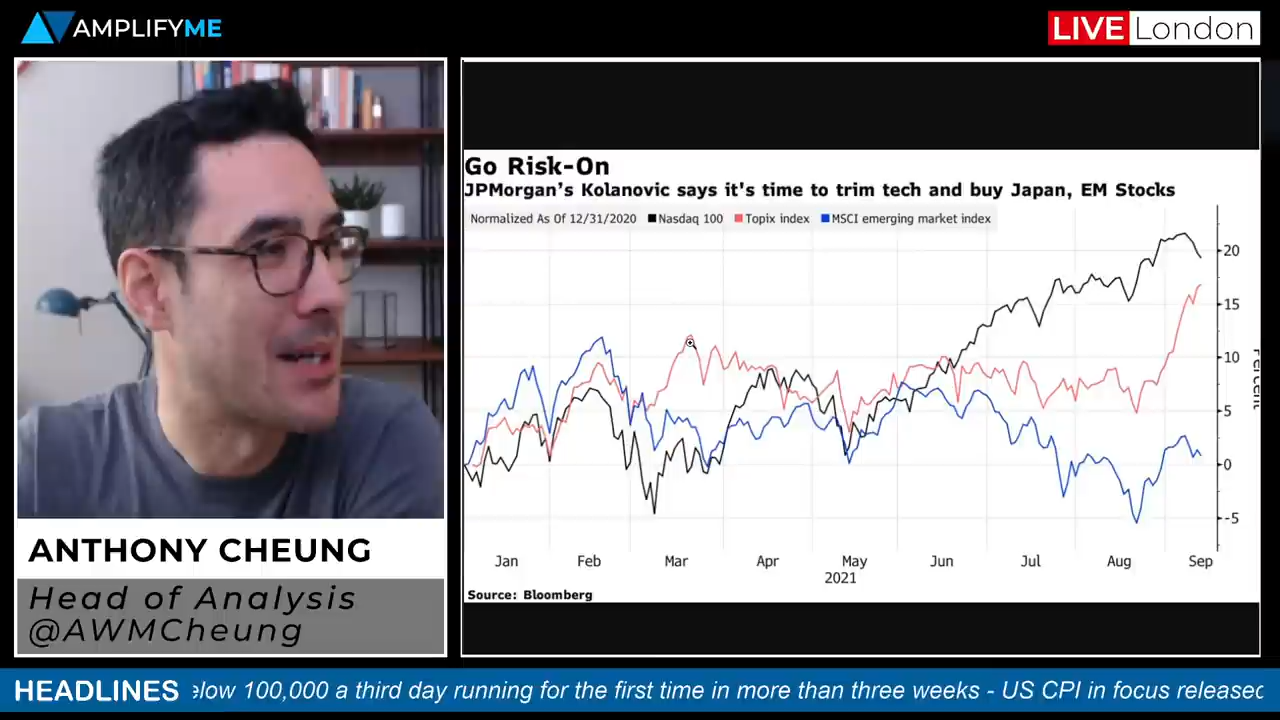 AMPLIFYME
LIVE London
Go Risk-On
JPMorgan's Kolanovic says it's time to trim tech and buy Japan, EM Stocks
Normalized As Of 12/31/2020 Nasdaq 100 Topix index MSCI emerging market index
20
15
10
5
0
-5
Percent
Jan Feb Mar Apr May Jun Jul Aug Sep
2021
Source: Bloomberg
ANTHONY CHEUNG
Head of Analysis
@AWMCheung
HEADLINES elow 100,000 a third day running for the first time in more than three weeks - US CPI in focus released